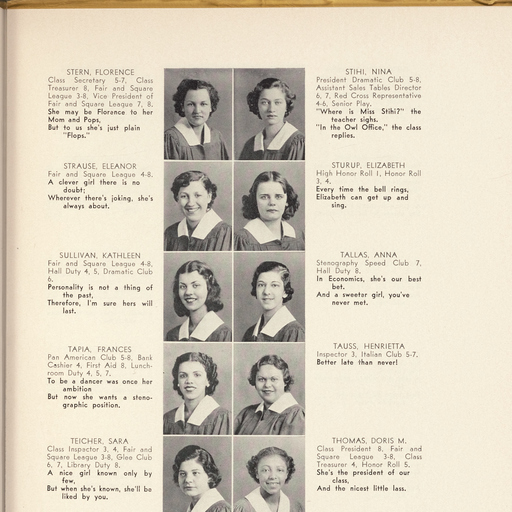 STERN, FLORENCE
Class Secretary 5-7, Class
Treasurer 8, Fair and Square
League 3-8, Vice President of
Fair and Square League 7, 8.
She may be Florence to her
Mom and Pops,
But to us she's just plain
"Flops."
STRAUSE, ELEANOR
Fair and Square League 4-8.
A clever girl there is no
doubt;
Wherever there's joking, she's
always about.
SULLIVAN, KATHLEEN
Fair and Square League 4-8,
Hall Duty 4, 5, Dramatic Club
6.
Personality is not a thing of
the past,
Therefore, I'm sure hers will
last.
TAPIA, FRANCES
Pan American Club 5-8, Bank
Cashier 4, First Aid 8, Lunch-
room Duty 4, 5, 7.
To be a dancer was once her
ambition
But now she wants a steno-
graphic position.
TEICHER, SARA
Class Inspector 3, 4, Fair and
Square League 3-8, Glee Club
6, 7, Library Duty 8.
A nice girl known only by
few,
But when she's known, she'll be
liked by you.
STIHI, NINA
President Dramatic Club 5-8,
Assistant Sales Tables Director
6, 7, Red Cross Representative
4-6, Senior Play.
"Where is Miss Stihi?" the
teacher sighs.
"In the Owl Office," the class
replies.
STURUP, ELIZABETH
High Honor Roll 1, Honor Roll
3, 4.
Every time the bell rings,
Elizabeth can get up and
sing.
TALLAS, ANNA
Stenography Speed Club 7,
Hall Duty 8.
In Economics, she's our best
bet.
And a sweeter girl, you've
never met.
TAUSS, HENRIETTA
Inspector 3, Italian Club 5-7.
Better late than never!
THOMAS, DORIS M.
Class President 8, Fair and
Square League 3-8, Class
Treasurer 4, Honor Roll 5.
She's the president of our
class,
And the nicest little lass.